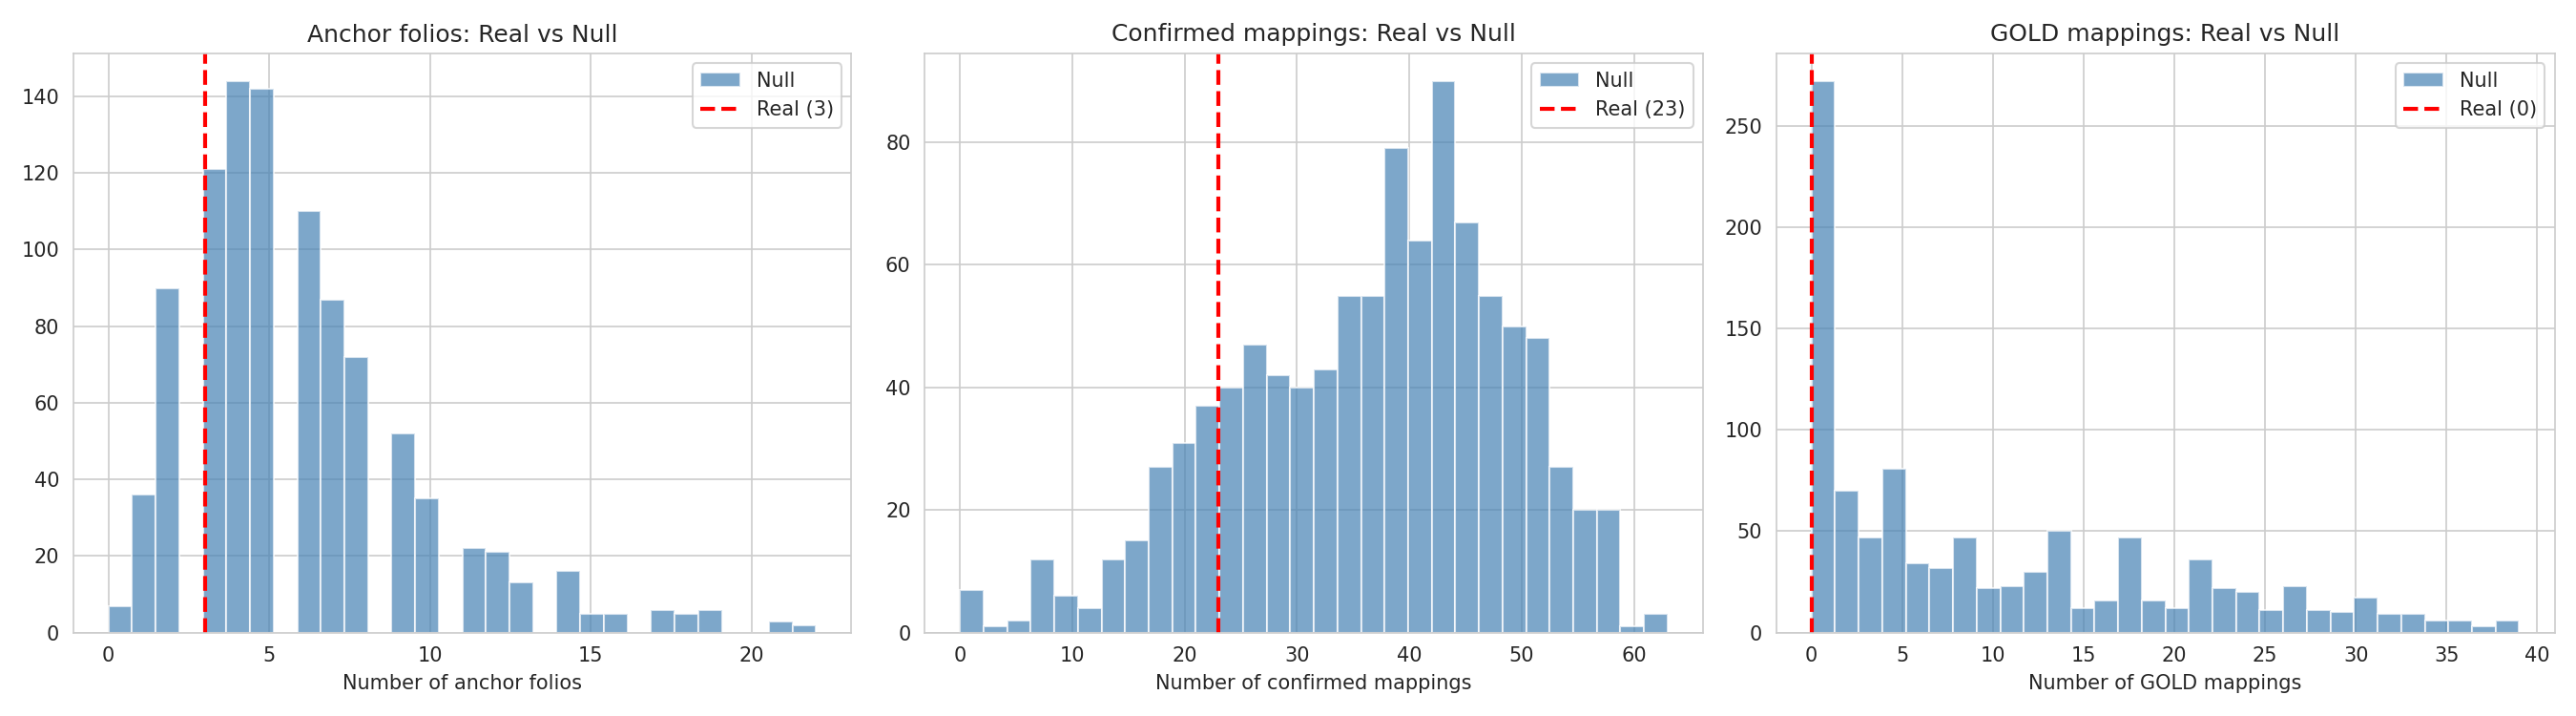 Anchor folios: Real vs Null
140
120
100
80
60
40
20
0
0 5 10 15 20
Number of anchor folios
Null
Real (3)
Confirmed mappings: Real vs Null
80
60
40
20
0
0 10 20 30 40 50 60
Number of confirmed mappings
Null
Real (23)
GOLD mappings: Real vs Null
250
200
150
100
50
0
0 5 10 15 20 25 30 35 40
Number of GOLD mappings
Null
Real (0)